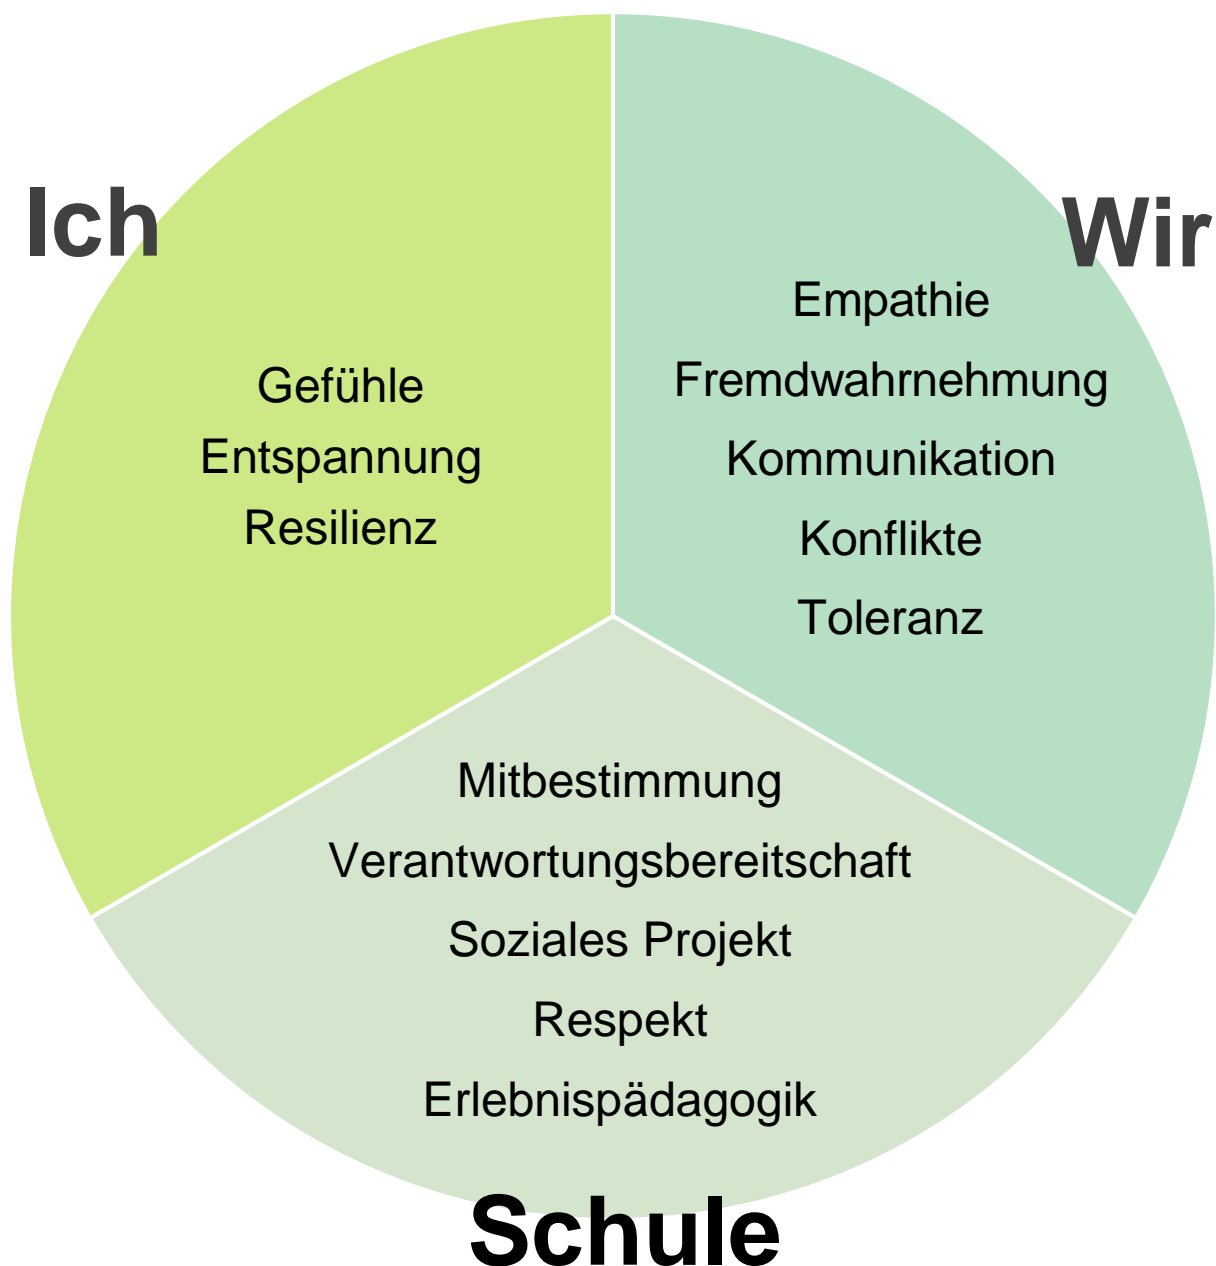 Ich
Gefühle
Entspannung
Resilienz
Wir
Empathie
Fremdwahrnehmung
Kommunikation
Konflikte
Toleranz
Mitbestimmung
Verantwortungsbereitschaft
Soziales Projekt
Respekt
Erlebnispädagogik
Schule